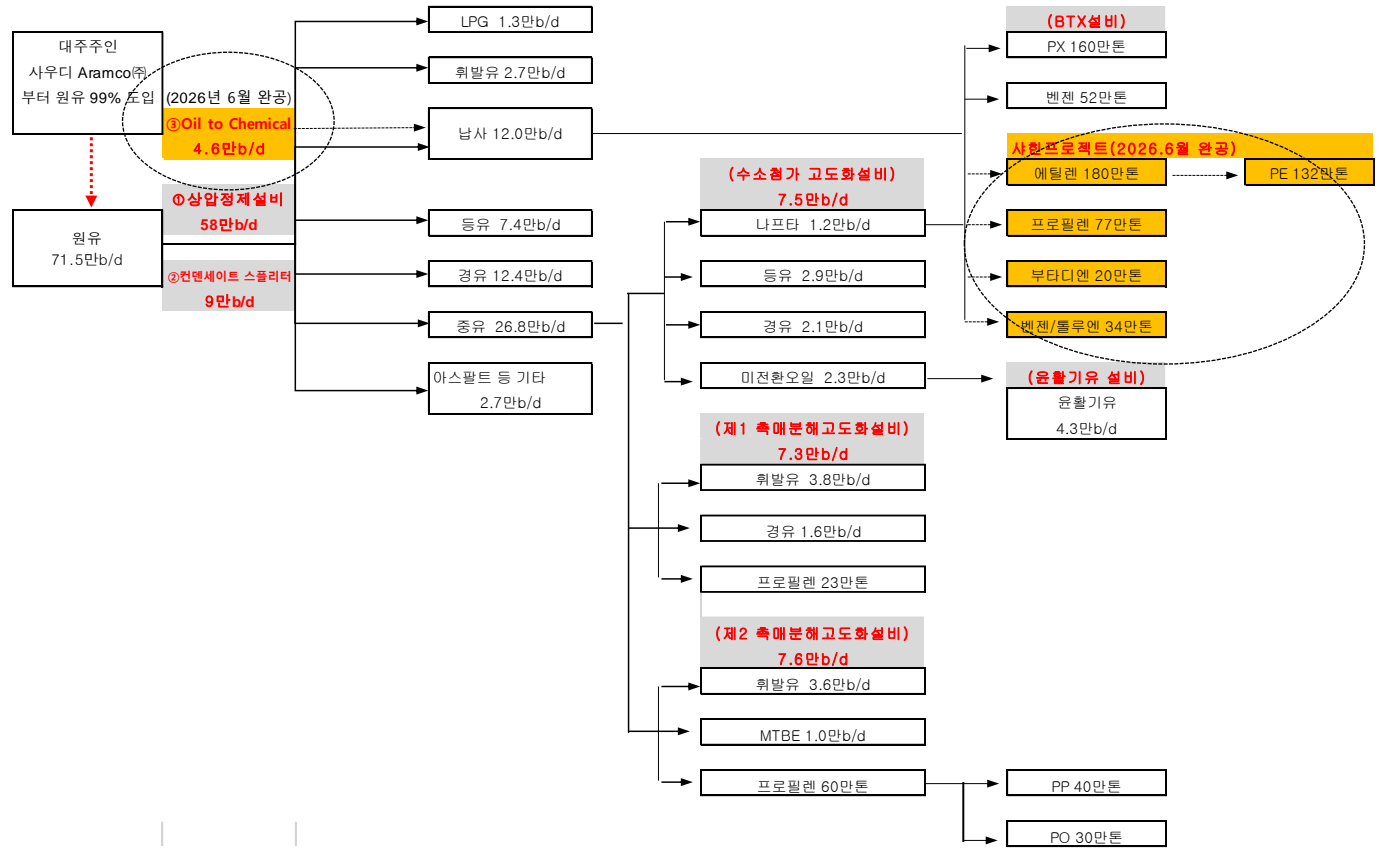 대주주인
사우디 Aramco㈜
부터 원유 99% 도입
(2026년 6월 완공)
③Oil to Chemical
4.6만b/d
①상압정제설비
58만b/d
원유
71.5만b/d
②컨덴세이트 스플리터
9만b/d
LPG 1.3만b/d
휘발유 2.7만b/d
납사 12.0만b/d
등유 7.4만b/d
경유 12.4만b/d
중유 26.8만b/d
아스팔트 등 기타
2.7만b/d
(수소첨가 고도화설비)
7.5만b/d
나프타 1.2만b/d
등유 2.9만b/d
경유 2.1만b/d
미전환오일 2.3만b/d
(제1 촉매분해고도화설비)
7.3만b/d
휘발유 3.8만b/d
경유 1.6만b/d
프로필렌 23만톤
(제2 촉매분해고도화설비)
7.6만b/d
휘발유 3.6만b/d
MTBE 1.0만b/d
프로필렌 60만톤
(BTX설비)
PX 160만톤
벤젠 52만톤
샤힌프로젝트(2026.6월 완공)
에틸렌 180만톤
PE 132만톤
프로필렌 77만톤
부타디엔 20만톤
벤젠/톨루엔 34만톤
(윤활기유 설비)
윤활기유
4.3만b/d
PP 40만톤
PO 30만톤